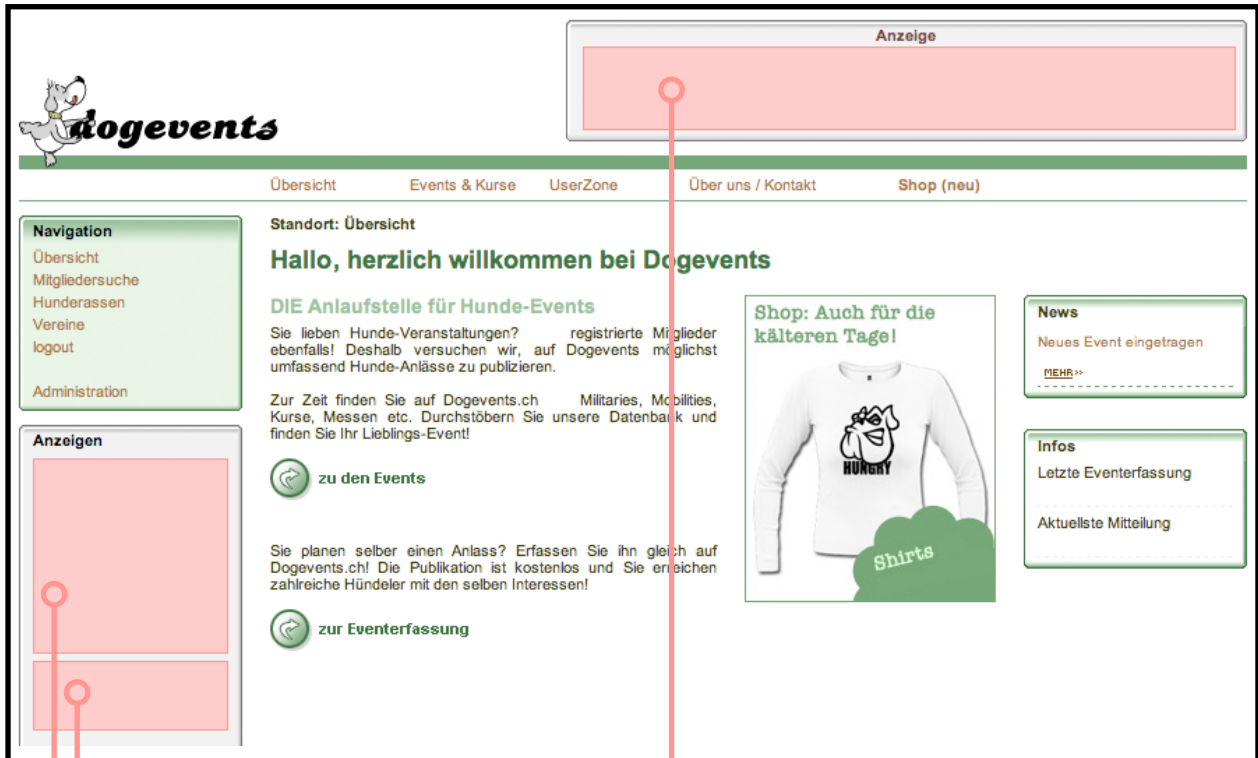 Anzeige
dogevents
Übersicht Events & Kurse UserZone Über uns / Kontakt Shop (neu)
Navigation
Übersicht
Mitgliedersuche
Hunderassen
Vereine
logout
Administration
Anzeigen
Standort: Übersicht
Hallo, herzlich willkommen bei Dogevents
DIE Anlaufstelle für Hunde-Events
Sie lieben Hunde-Veranstaltungen? registrierte Mitglieder
ebenfalls! Deshalb versuchen wir, auf Dogevents möglichst
umfassend Hunde-Anlässe zu publizieren.
Zur Zeit finden Sie auf Dogevents.ch Militaries, Mobilities,
Kurse, Messen etc. Durchstöbern Sie unsere Datenbank und
finden Sie Ihr Lieblings-Event!
zu den Events
Sie planen selber einen Anlass? Erfassen Sie ihn gleich auf
Dogevents.ch! Die Publikation ist kostenlos und Sie erreichen
zahlreiche Hündeler mit den selben Interessen!
zur Eventerfassung
Shop: Auch für die
kälteren Tage!
HUNGRY
Shirts
News
Neues Event eingetragen
MEHR»
Infos
Letzte Eventerfassung
Aktuellste Mitteilung